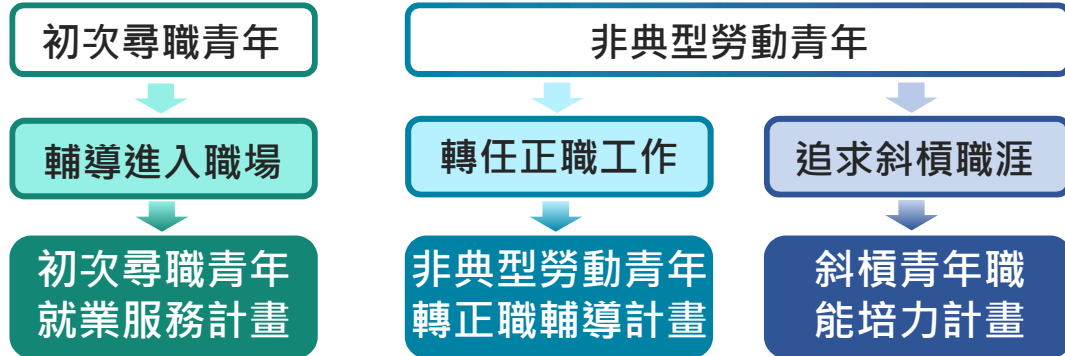 初次尋職青年
非典型勞動青年
輔導進入職場
轉任正職工作
追求斜槓職涯
初次尋職青年
就業服務計畫
非典型勞動青年
轉正職輔導計畫
斜槓青年職
能培力計畫